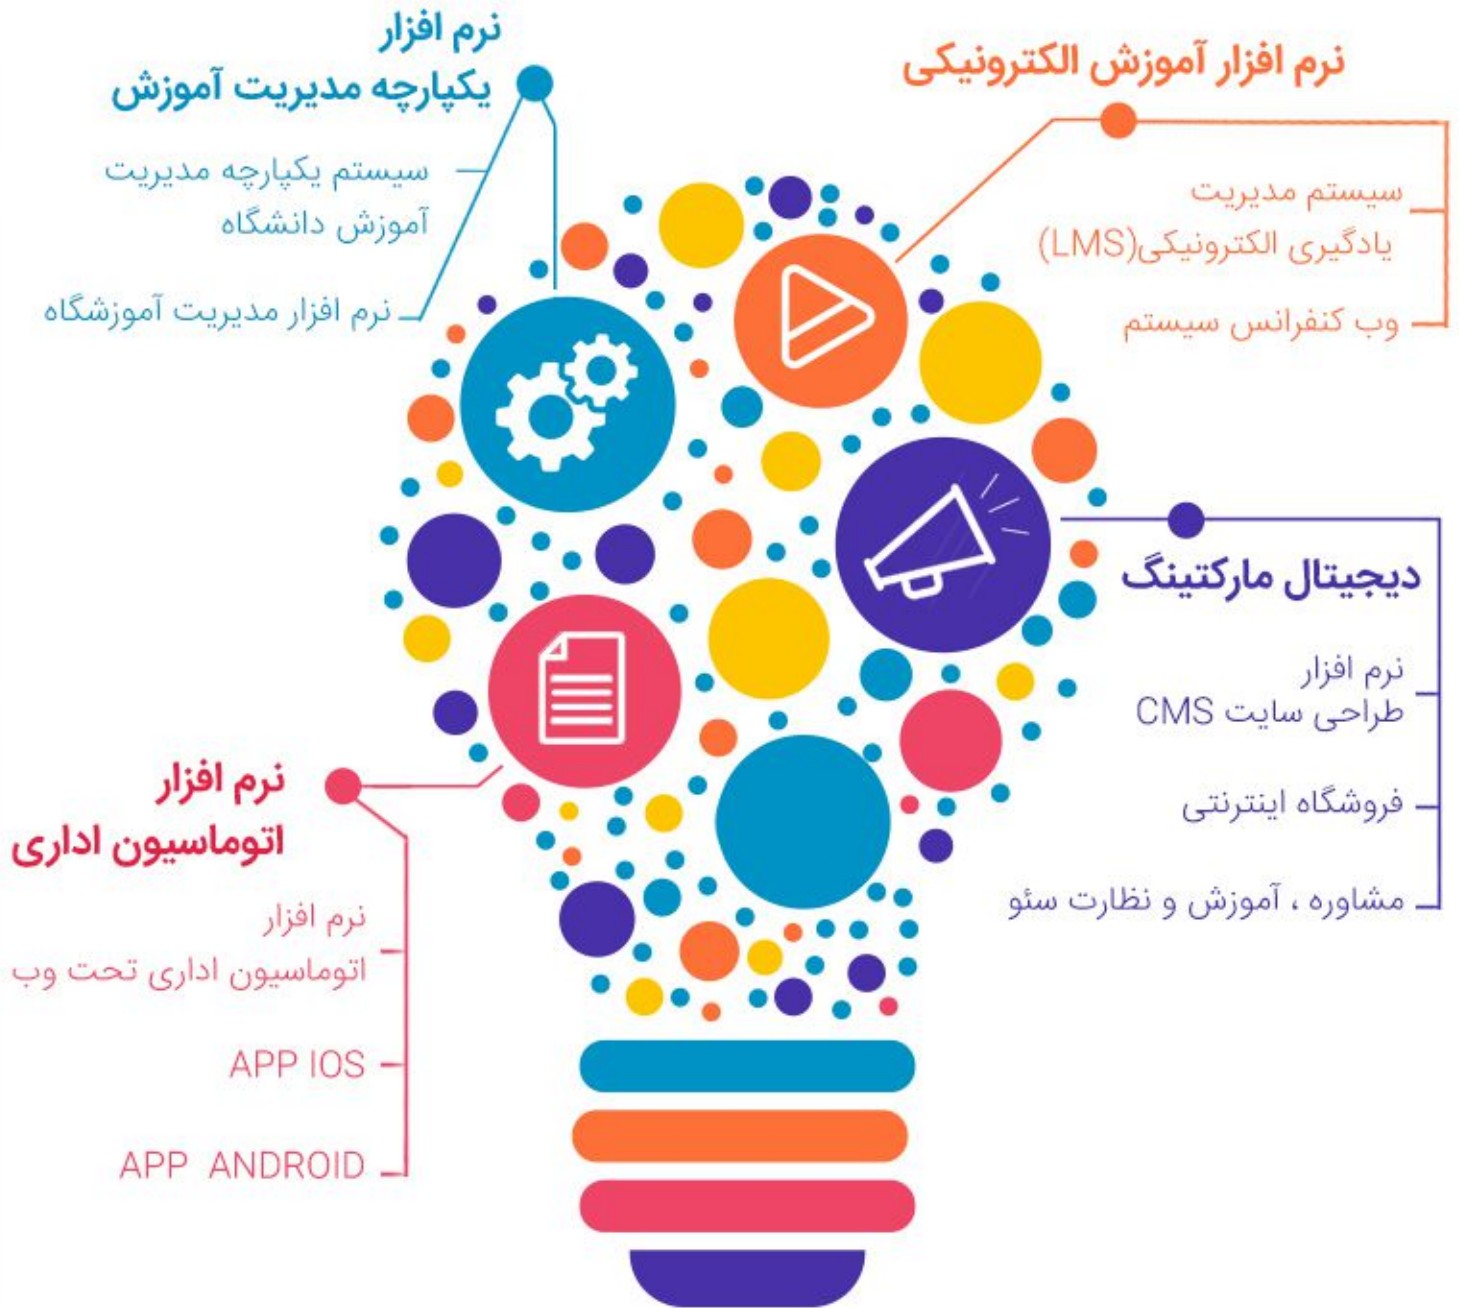 نرم افزار آموزش الکترونیکی
سیستم مدیریت
یادگیری الکترونیکی(LMS)
وب کنفرانس سیستم
نرم افزار
یکپارچه مدیریت آموزش
سیستم یکپارچه مدیریت
آموزش دانشگاه
نرم افزار مدیریت آموزشگاه
دیجیتال مارکتینگ
نرم افزار
طراحی سایت CMS
فروشگاه اینترنتی
مشاوره ، آموزش و نظارت سئو
نرم افزار
اتوماسیون اداری
نرم افزار
اتوماسیون اداری تحت وب
APP IOS
APP ANDROID